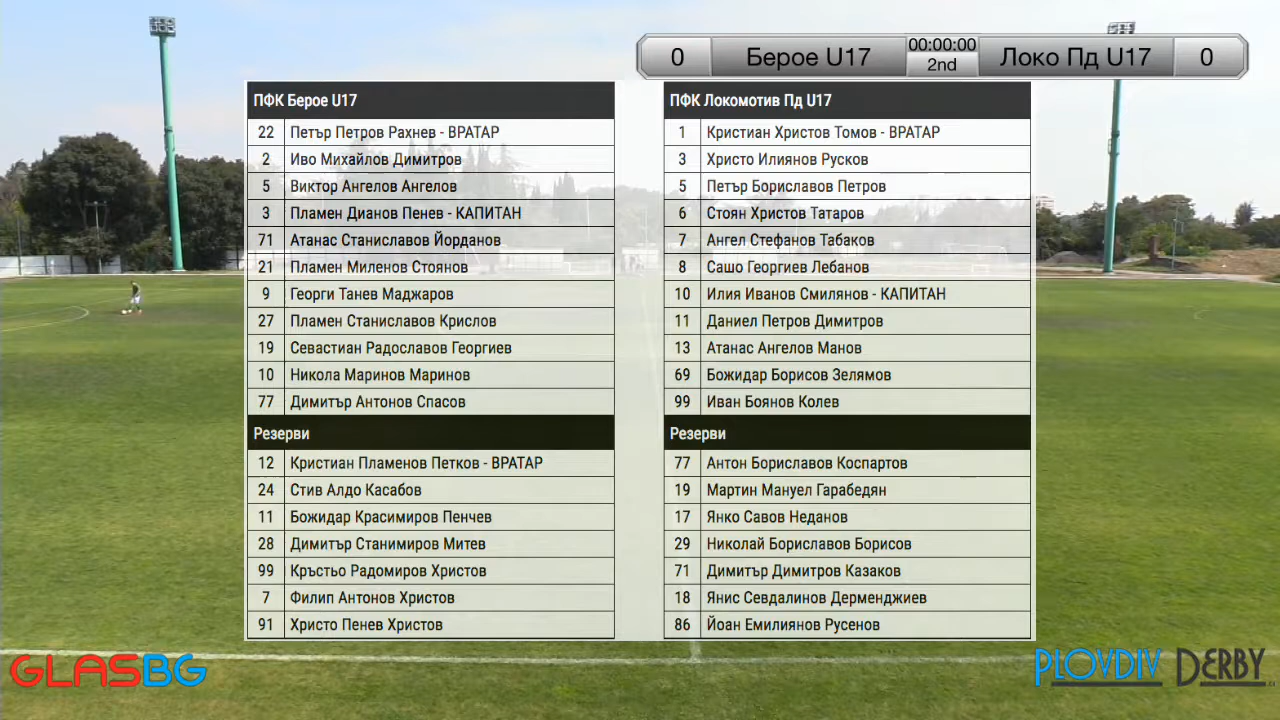 0 Берое U17 00:00:00 2nd Локо Пд U17 0
ПФК Берое U17
22 Петър Петров Рахнев - ВРАТАР
2 Иво Михайлов Димитров
5 Виктор Ангелов Ангелов
3 Пламен Дианов Пенев - КАПИТАН
71 Атанас Станиславов Йорданов
21 Пламен Миленов Стоянов
9 Георги Танев Маджаров
27 Пламен Станиславов Крислов
19 Севастиан Радославов Георгиев
10 Никола Маринов Маринов
77 Димитър Антонов Спасов
Резерви
12 Кристиан Пламенов Петков - ВРАТАР
24 Стив Алдо Касабов
11 Божидар Красимиров Пенчев
28 Димитър Станимиров Митев
99 Кръстьо Радомиров Христов
7 Филип Антонов Христов
91 Христо Пенев Христов
ПФК Локомотив Пд U17
1 Кристиан Христов Томов - ВРАТАР
3 Христо Илиянов Русков
5 Петър Бориславов Петров
6 Стоян Христов Татаров
7 Ангел Стефанов Табаков
8 Сашо Георгиев Лебанов
10 Илия Иванов Смилянов - КАПИТАН
11 Даниел Петров Димитров
13 Атанас Ангелов Манов
69 Божидар Борисов Зелямов
99 Иван Боянов Колев
Резерви
77 Антон Бориславов Коспартов
19 Мартин Мануел Гарабедян
17 Янко Савов Неданов
29 Николай Бориславов Борисов
71 Димитър Димитров Казаков
18 Янис Севдалинов Дерменджиев
86 Йоан Емилиянов Русенов
GLASBG
PLOVDIV DERBY